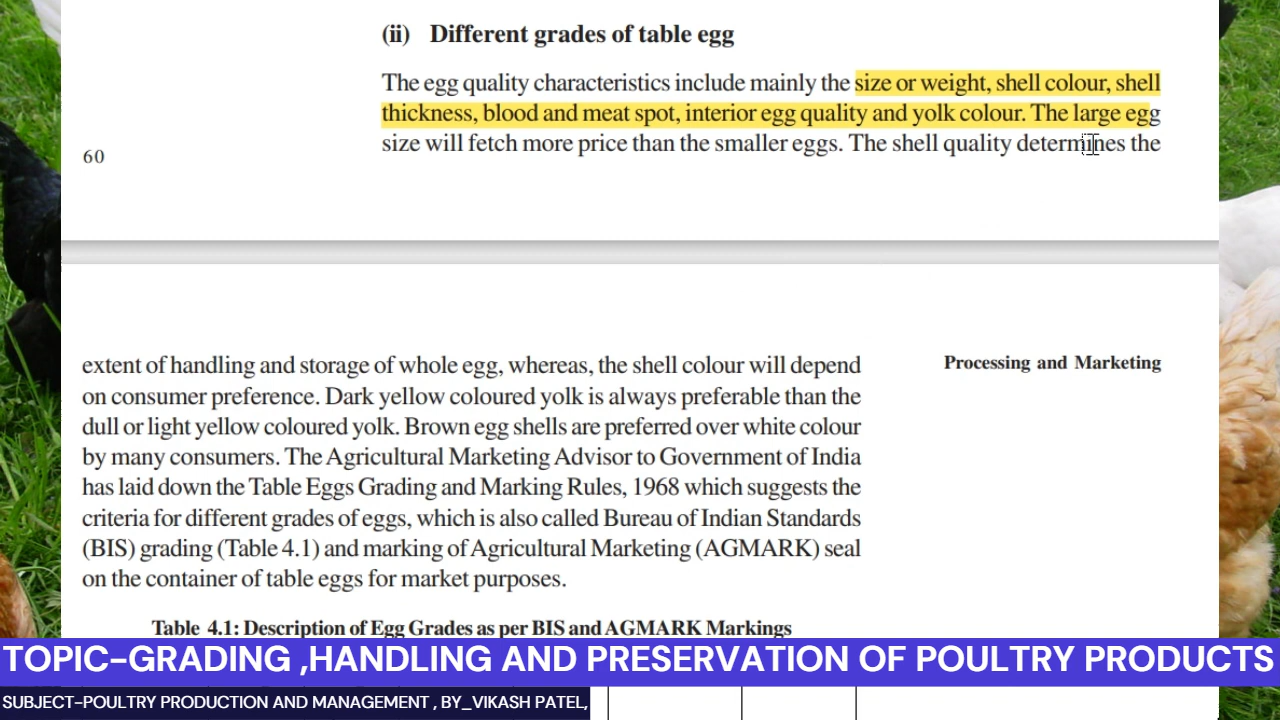 (ii) Different grades of table egg
The egg quality characteristics include mainly the size or weight, shell colour, shell
thickness, blood and meat spot, interior egg quality and yolk colour. The large egg
size will fetch more price than the smaller eggs. The shell quality determines the
60
extent of handling and storage of whole egg, whereas, the shell colour will depend
on consumer preference. Dark yellow coloured yolk is always preferable than the
dull or light yellow coloured yolk. Brown egg shells are preferred over white colour
by many consumers. The Agricultural Marketing Advisor to Government of India
has laid down the Table Eggs Grading and Marking Rules, 1968 which suggests the
criteria for different grades of eggs, which is also called Bureau of Indian Standards
(BIS) grading (Table 4.1) and marking of Agricultural Marketing (AGMARK) seal
on the container of table eggs for market purposes.
Processing and Marketing
Table 4.1: Description of Egg Grades as per BIS and AGMARK Markings
TOPIC-GRADING ,HANDLING AND PRESERVATION OF POULTRY PRODUCTS
SUBJECT-POULTRY PRODUCTION AND MANAGEMENT , BY_VIKASH PATEL,